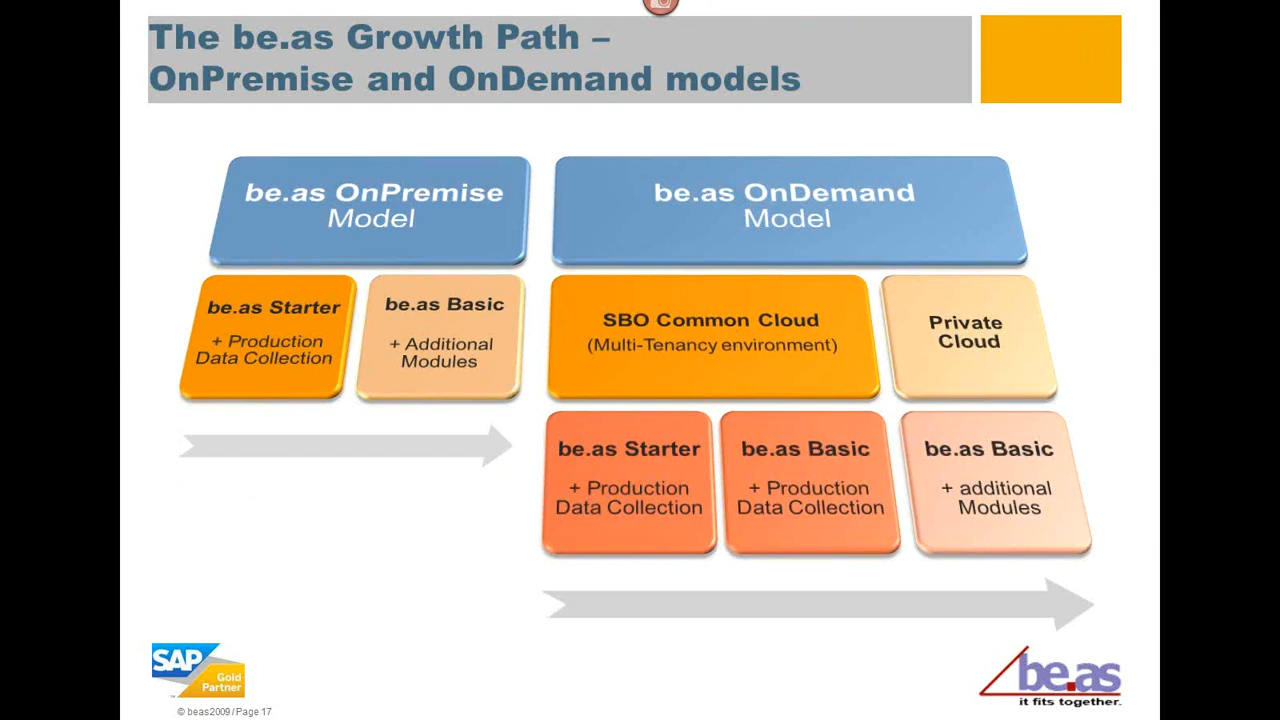 The be.as Growth Path –
OnPremise and OnDemand models
be.as OnPremise
Model
be.as OnDemand
Model
be.as Starter
+ Production
Data Collection
be.as Basic
+ Additional
Modules
SBO Common Cloud
(Multi-Tenancy environment)
Private
Cloud
be.as Starter
+ Production
Data Collection
be.as Basic
+ Production
Data Collection
be.as Basic
+ additional
Modules
SAP
Gold
Partner
™
© beas2009/Page 17
be.as
it fits together.